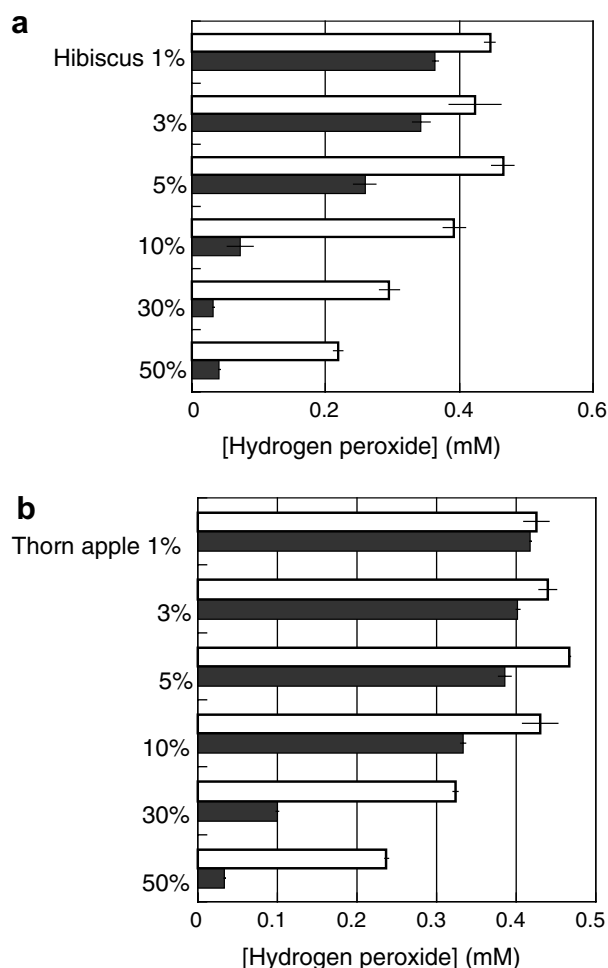 a
Hibiscus 1%
3%
5%
10%
30%
50%
0 0.2 0.4 0.6
[Hydrogen peroxide] (mM)
b
Thorn apple 1%
3%
5%
10%
30%
50%
0 0.1 0.2 0.3 0.4 0.5
[Hydrogen peroxide] (mM)